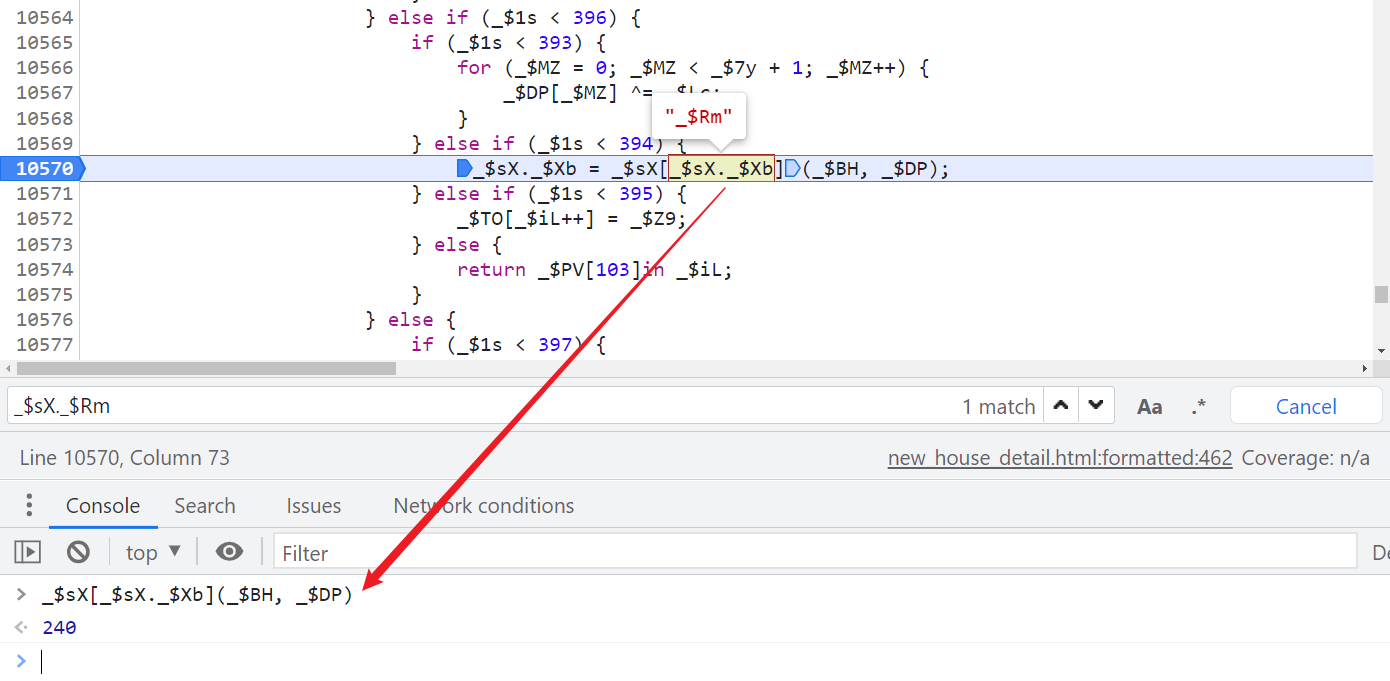 10564 } else if (_$1s < 396) {
10565 if (_$1s < 393) {
10566 for (_$MZ = 0; _$MZ < _$7y + 1; _$MZ++) {
10567 _$DP[_$MZ] ^=
"_$Rm"
10568 }
10569 } else if (_$1s < 394) {
10570 _$sX._$Xb = _$sX[_$sX._$Xb](_$BH, _$DP);
10571 } else if (_$1s < 395) {
10572 _$TO[_$iL++] = _$Z9;
10573 } else {
10574 return _$PV[103]in _$iL;
10575 }
10576 } else {
10577 if (_$1s < 397) {
_$sX._$Rm 1 match Aa .* Cancel
Line 10570, Column 73 new_house_detail.html:formatted:462 Coverage: n/a
Console Search Issues Network conditions
top ▼ Filter De
> _$sX[_$sX._$Xb](_$BH, _$DP)
240
>